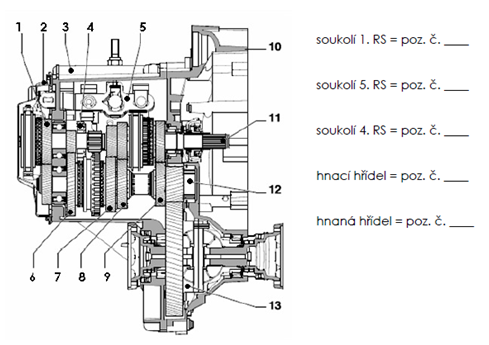 1 2 3 4 5
10
11
12
6 7 8 9
13
soukolí 1. RS = poz. č. ____
soukolí 5. RS = poz. č. ____
soukolí 4. RS = poz. č. ____
hnací hřídel = poz. č. ____
hnaná hřídel = poz. č. ____